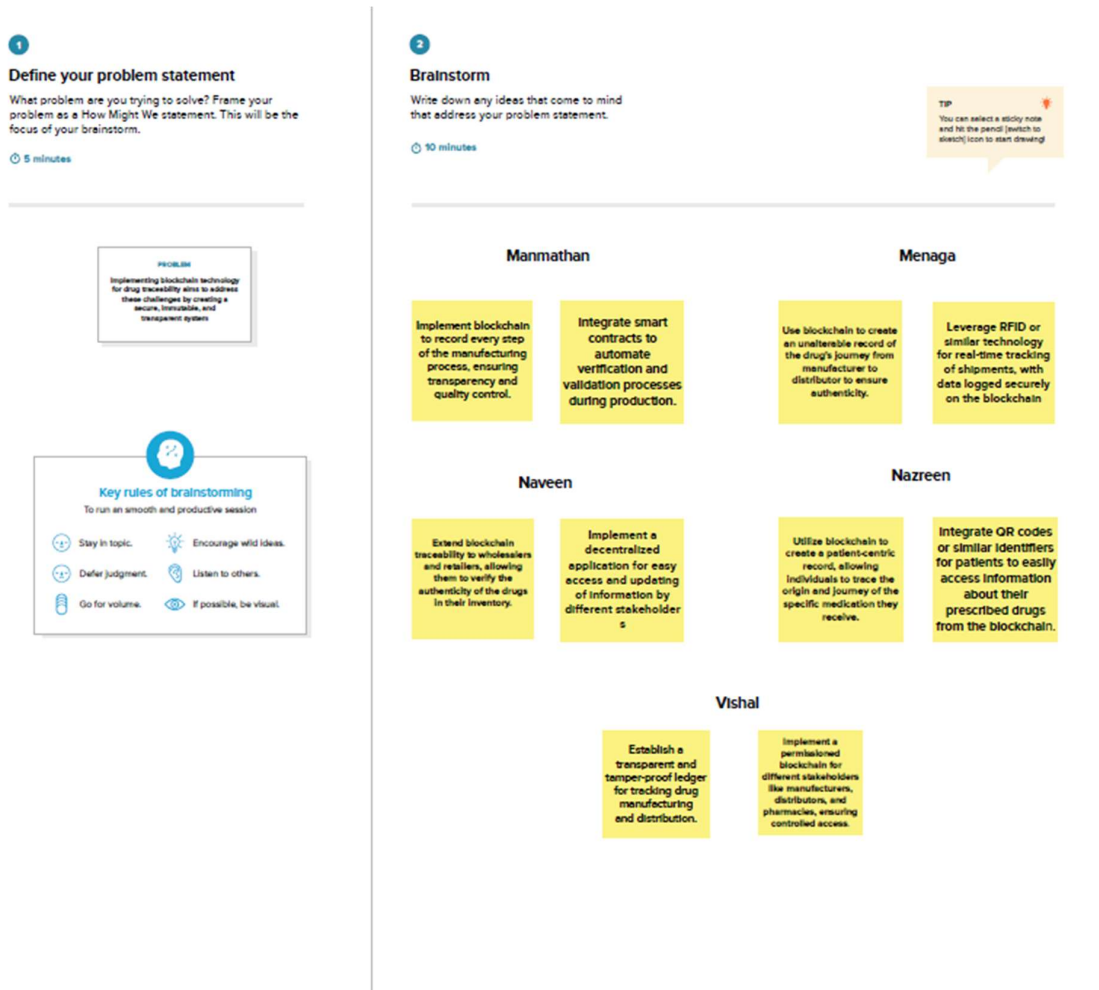 1
Define your problem statement
What problem are you trying to solve? Frame your
problem as a How Might We statement. This will be the
focus of your brainstorm.
5 minutes
PROBLEM
Implementing blockchain technology
for drug traceability aims to address
these challenges by creating a
secure, immutable, and
transparent system
Key rules of brainstorming
To run an smooth and productive session
Stay in topic.
Encourage wild ideas.
Defer judgment.
Listen to others.
Go for volume.
If possible, be visual.
2
Brainstorm
Write down any ideas that come to mind
that address your problem statement.
10 minutes
TIP
You can select a sticky note
and hit the pencil [switch to
sketch] icon to start drawing!
Manmathan
Implement blockchain
to record every step
of the manufacturing
process, ensuring
transparency and
quality control.
Integrate smart
contracts to
automate
verification and
validation processes
during production.
Menaga
Use blockchain to create
an unalterable record of
the drug's journey from
manufacturer to
distributor to ensure
authenticity.
Leverage RFID or
similar technology
for real-time tracking
of shipments, with
data logged securely
on the blockchain
Naveen
Extend blockchain
traceability to wholesalers
and retailers, allowing
them to verify the
authenticity of the drugs
in their inventory.
Implement a
decentralized
application for easy
access and updating
of information by
different stakeholder
s
Nazreen
Utilize blockchain to
create a patient-centric
record, allowing
individuals to trace the
origin and journey of the
specific medication they
receive.
Integrate QR codes
or similar identifiers
for patients to easily
access information
about their
prescribed drugs
from the blockchain.
Vishal
Establish a
transparent and
tamper-proof ledger
for tracking drug
manufacturing
and distribution.
Implement a
permissioned
blockchain for
different stakeholders
like manufacturers,
distributors, and
pharmacies, ensuring
controlled access.